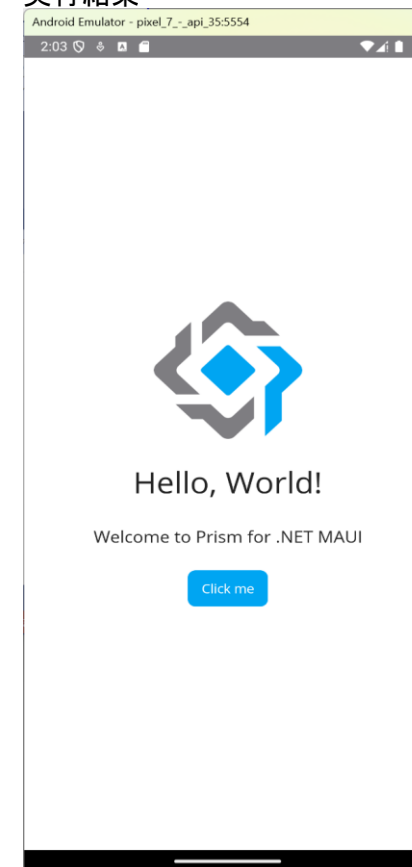 Android Emulator - pixel_7_-_api_35:5554
2:03
Hello, World!
Welcome to Prism for .NET MAUI
Click me